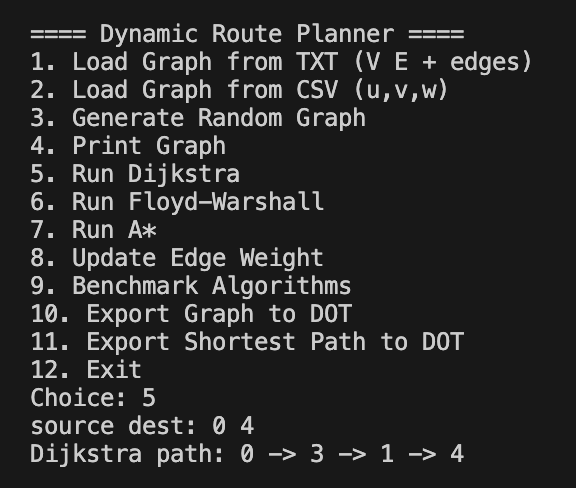 ==== Dynamic Route Planner ====
1. Load Graph from TXT (V E + edges)
2. Load Graph from CSV (u,v,w)
3. Generate Random Graph
4. Print Graph
5. Run Dijkstra
6. Run Floyd-Warshall
7. Run A*
8. Update Edge Weight
9. Benchmark Algorithms
10. Export Graph to DOT
11. Export Shortest Path to DOT
12. Exit
Choice: 5
source dest: 0 4
Dijkstra path: 0 -> 3 -> 1 -> 4